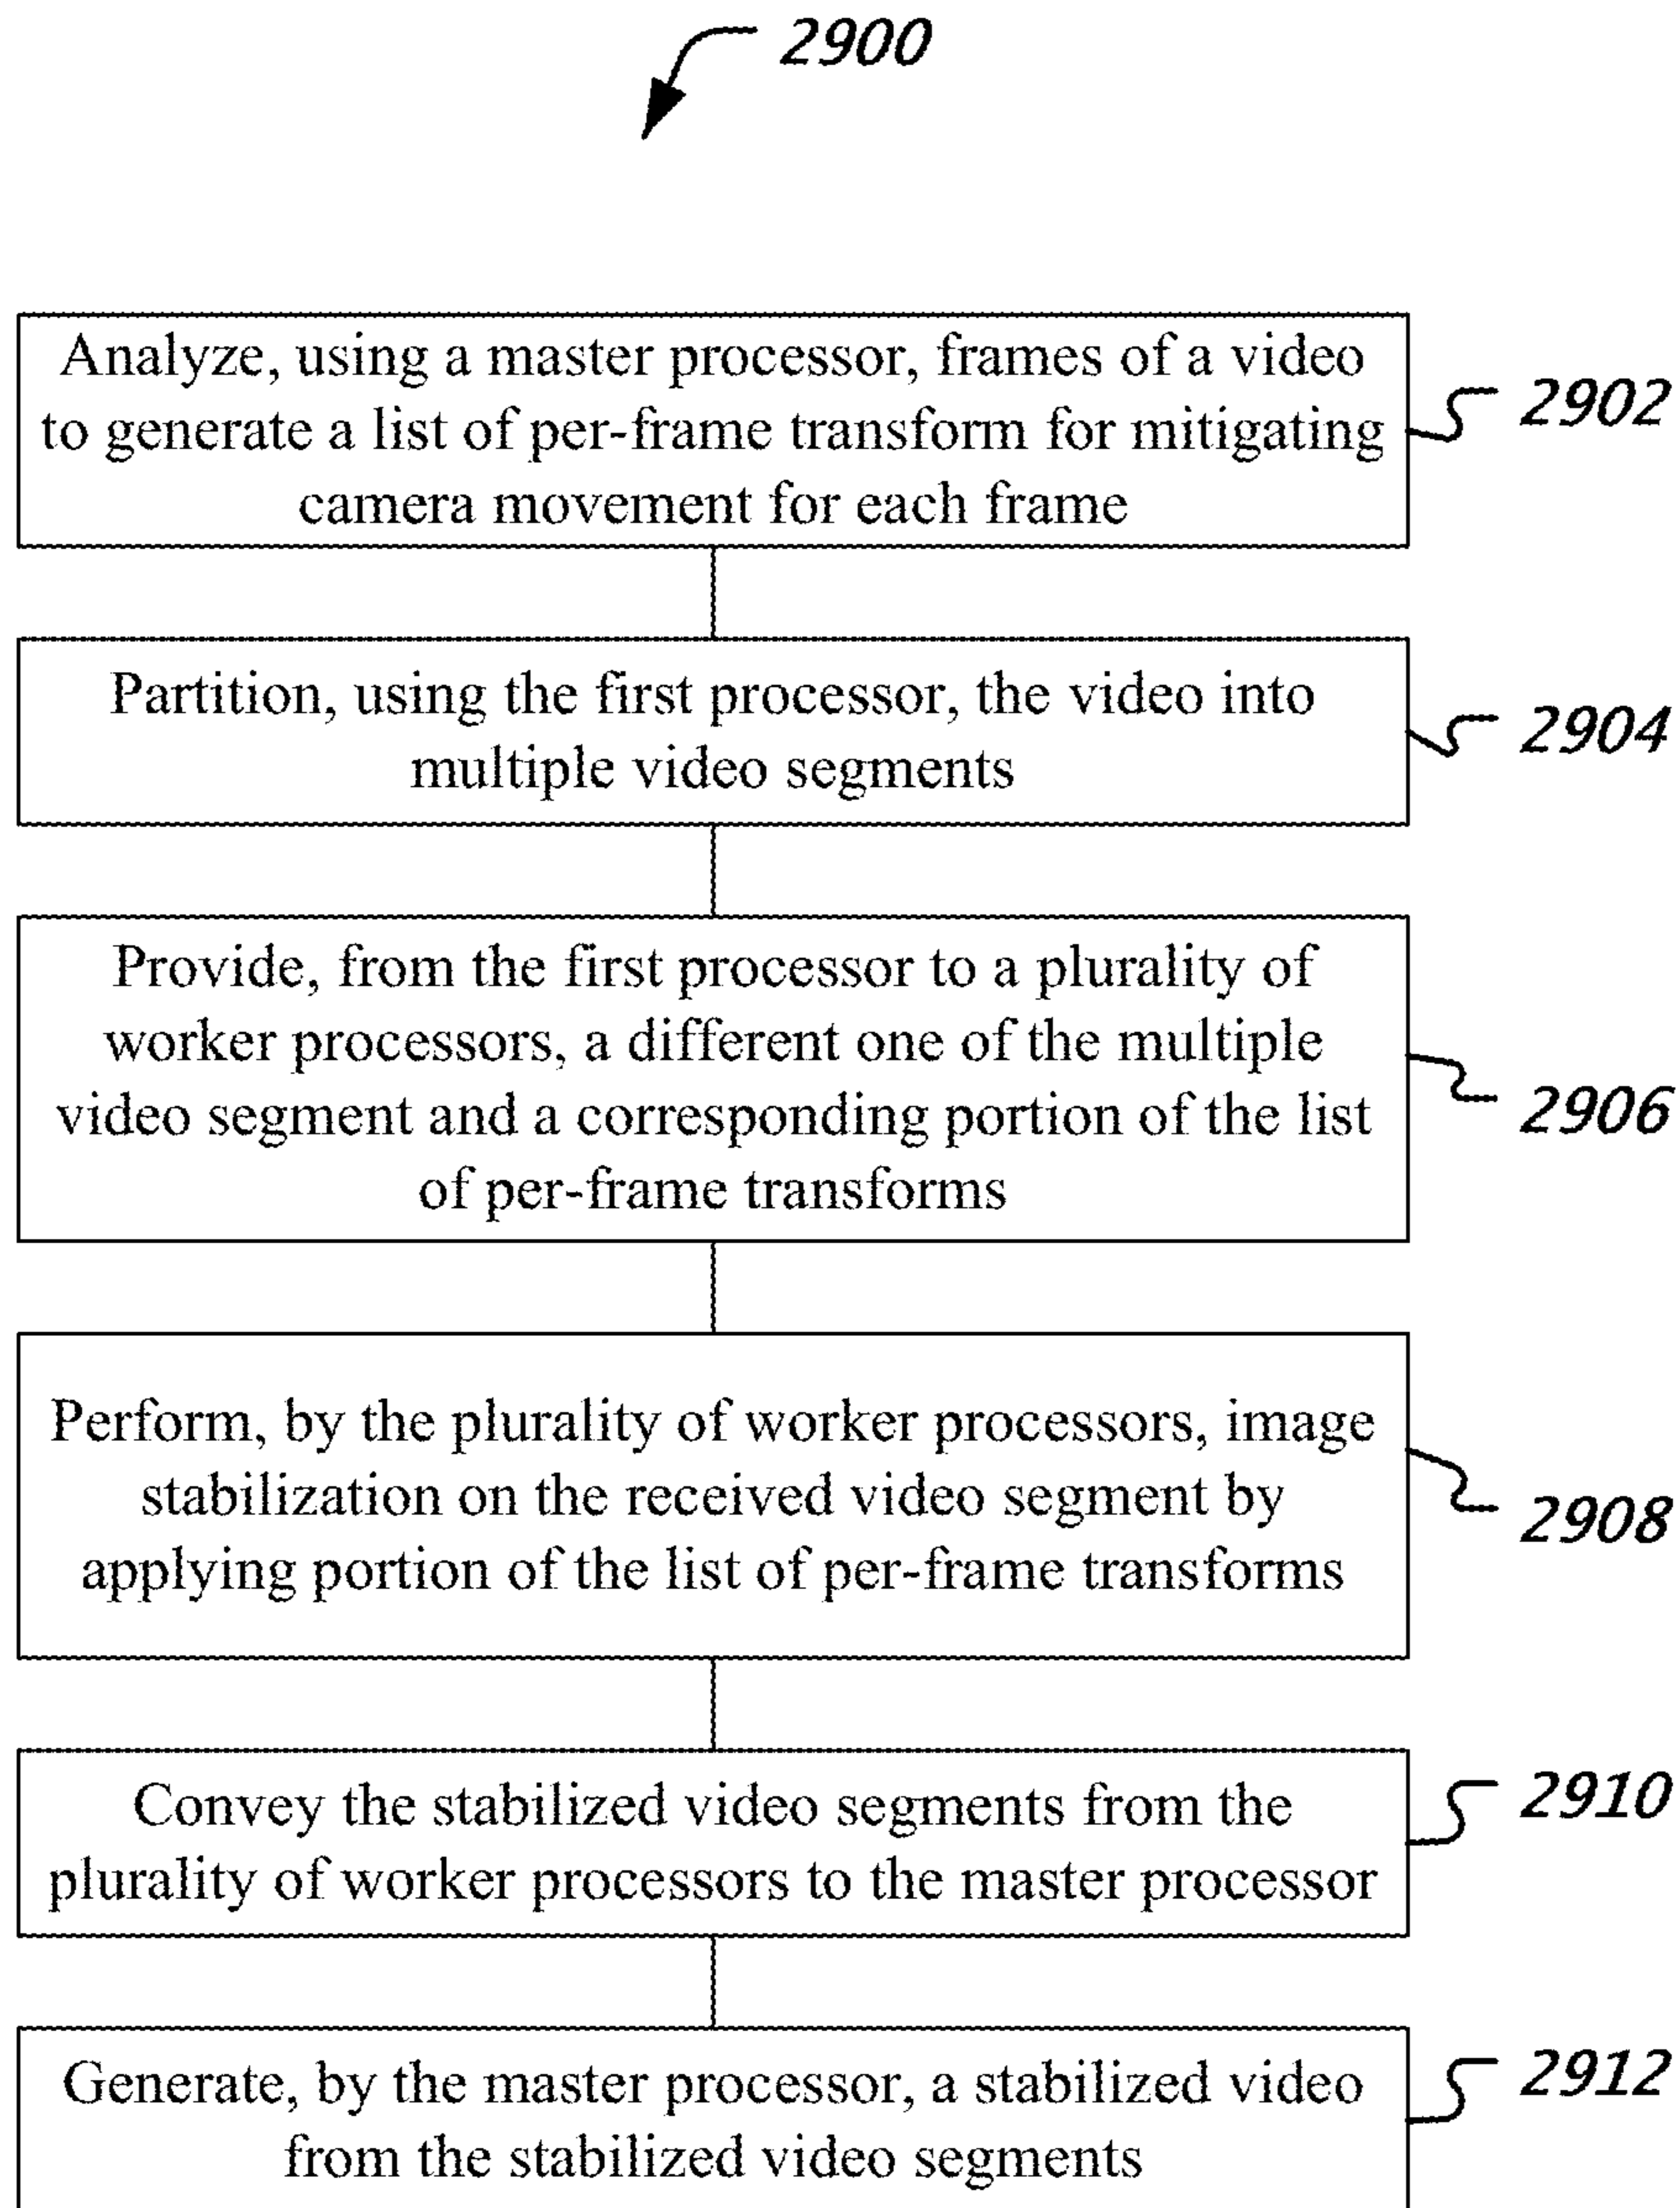 2900
Analyze, using a master processor, frames of a video
to generate a list of per-frame transform for mitigating
camera movement for each frame
2902
Partition, using the first processor, the video into
multiple video segments
2904
Provide, from the first processor to a plurality of
worker processors, a different one of the multiple
video segment and a corresponding portion of the list
of per-frame transforms
2906
Perform, by the plurality of worker processors, image
stabilization on the received video segment by
applying portion of the list of per-frame transforms
2908
Convey the stabilized video segments from the
plurality of worker processors to the master processor
2910
Generate, by the master processor, a stabilized video
from the stabilized video segments
2912